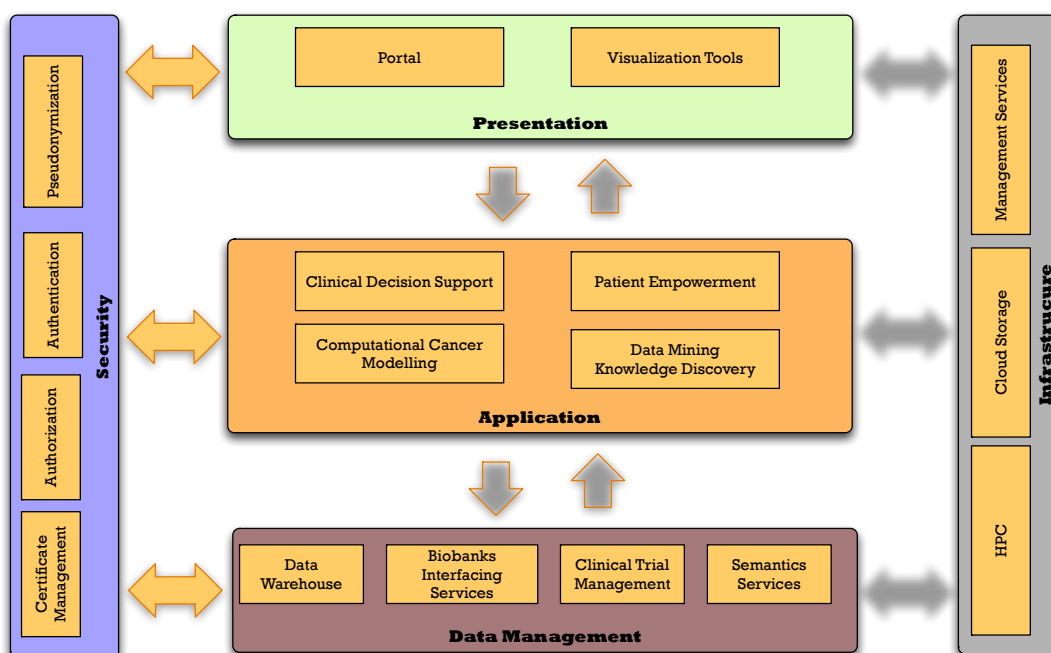 Pseudonymization
Authentication
Authorization
Certificate
Management
Security
Portal
Visualization Tools
Presentation
Clinical Decision Support
Patient Empowerment
Computational Cancer
Modelling
Data Mining
Knowledge Discovery
Application
Data
Warehouse
Biobanks
Interfacing
Services
Clinical Trial
Management
Semantics
Services
Data Management
Management Services
Cloud Storage
HPC
Infrastrucure